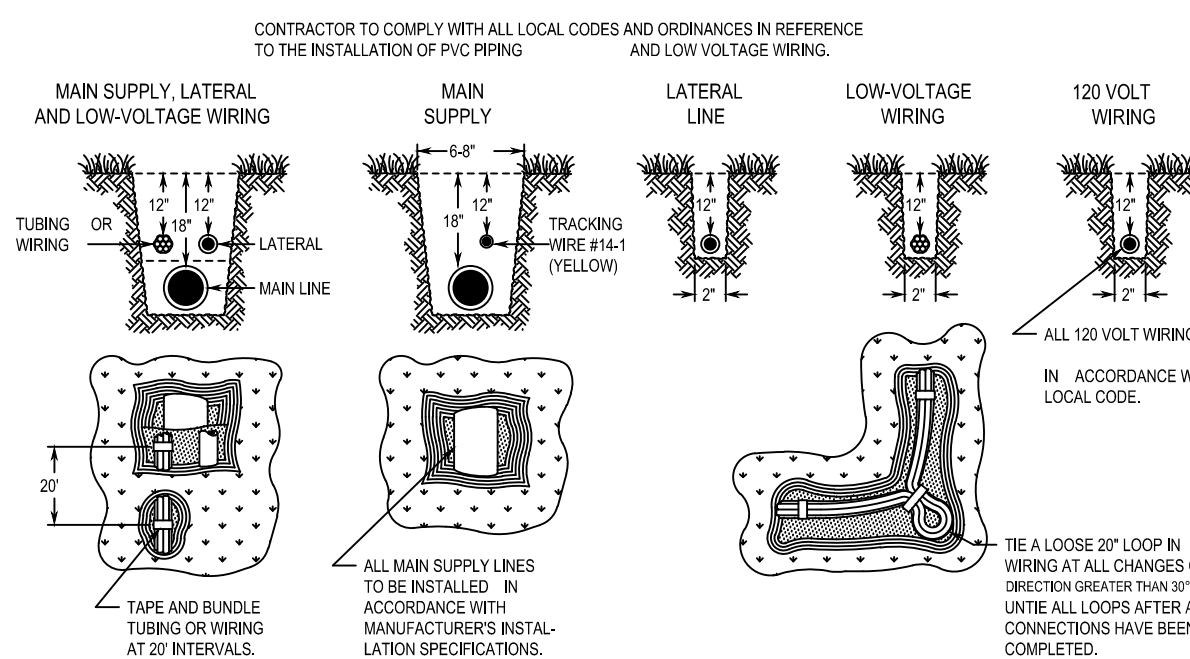 CONTRACTOR TO COMPLY WITH ALL LOCAL CODES AND ORDINANCES IN REFERENCE
TO THE INSTALLATION OF PVC PIPING AND LOW VOLTAGE WIRING.
MAIN SUPPLY, LATERAL
AND LOW-VOLTAGE WIRING
12"
18"
12"
TUBING OR
WIRING
LATERAL
MAIN LINE
20'
TAPE AND BUNDLE
TUBING OR WIRING
AT 20' INTERVALS.
MAIN
SUPPLY
6-8"
18"
12"
TRACKING
WIRE #14-1
(YELLOW)
ALL MAIN SUPPLY LINES
TO BE INSTALLED IN
ACCORDANCE WITH
MANUFACTURER'S INSTAL-
LATION SPECIFICATIONS.
LATERAL
LINE
12"
2"
LOW-VOLTAGE
WIRING
12"
2"
TIE A LOOSE 20" LOOP IN
WIRING AT ALL CHANGES
DIRECTION GREATER THAN 30°
UNTIE ALL LOOPS AFTER
CONNECTIONS HAVE BEEN
COMPLETED.
120 VOLT
WIRING
12"
2"
ALL 120 VOLT WIRING
IN ACCORDANCE
LOCAL CODE.